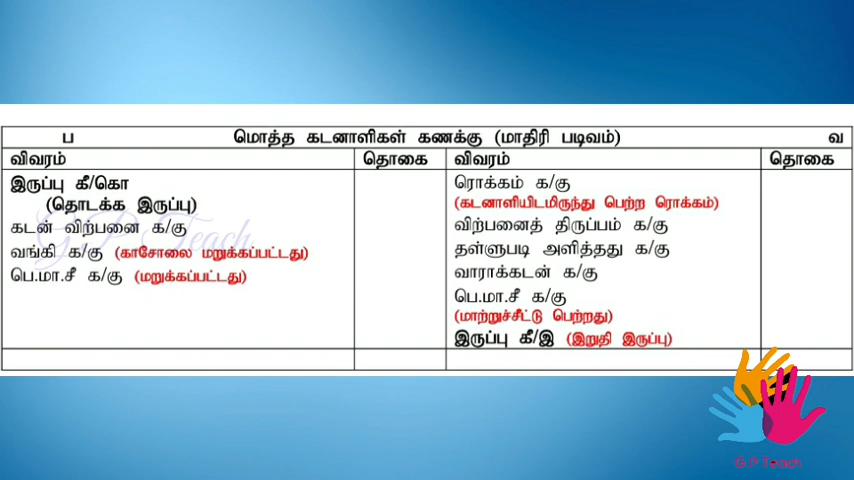 ப மொத்த கடனாளிகள் கணக்கு (மாதிரி படிவம்) வ
விவரம் தொகை விவரம் தொகை
இருப்பு கீ/கொ
(தொடக்க இருப்பு)
கடன் விற்பனை க/கு
வங்கி க/கு (காசோலை மறுக்கப்பட்டது)
பெ.மா.சீ க/கு (மறுக்கப்பட்டது)
ரொக்கம் க/கு
(கடனாளியிடமிருந்து பெற்ற ரொக்கம்)
விற்பனைத் திருப்பம் க/கு
தள்ளுபடி அளித்தது க/கு
வாராக்கடன் க/கு
பெ.மா.சீ க/கு
(மாற்றுச்சீட்டு பெற்றது)
இருப்பு கீ/இ (இறுதி இருப்பு)
G.P Teach
G.P Teach